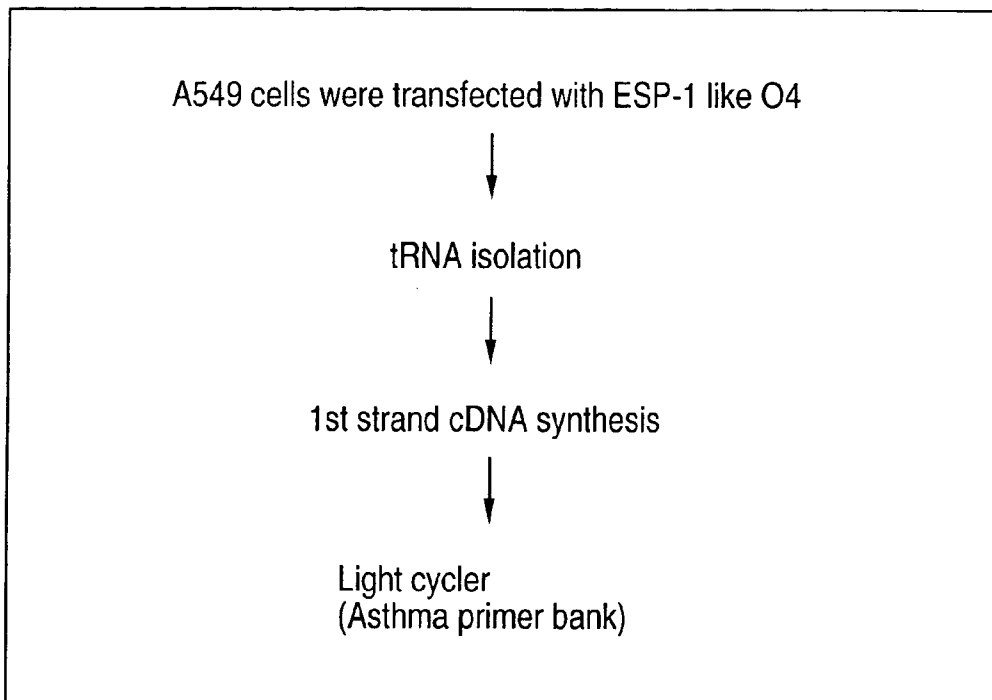 A549 cells were transfected with ESP-1 like O4
tRNA isolation
1st strand cDNA synthesis
Light cycler
(Asthma primer bank)